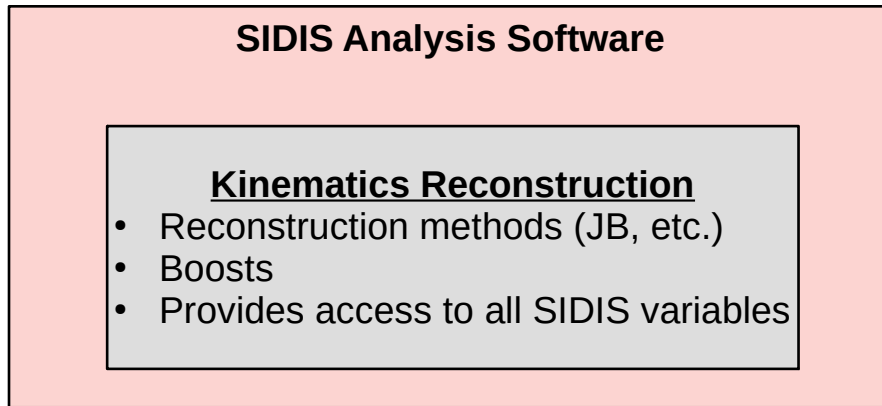 SIDIS Analysis Software
Kinematics Reconstruction
• Reconstruction methods (JB, etc.)
• Boosts
• Provides access to all SIDIS variables